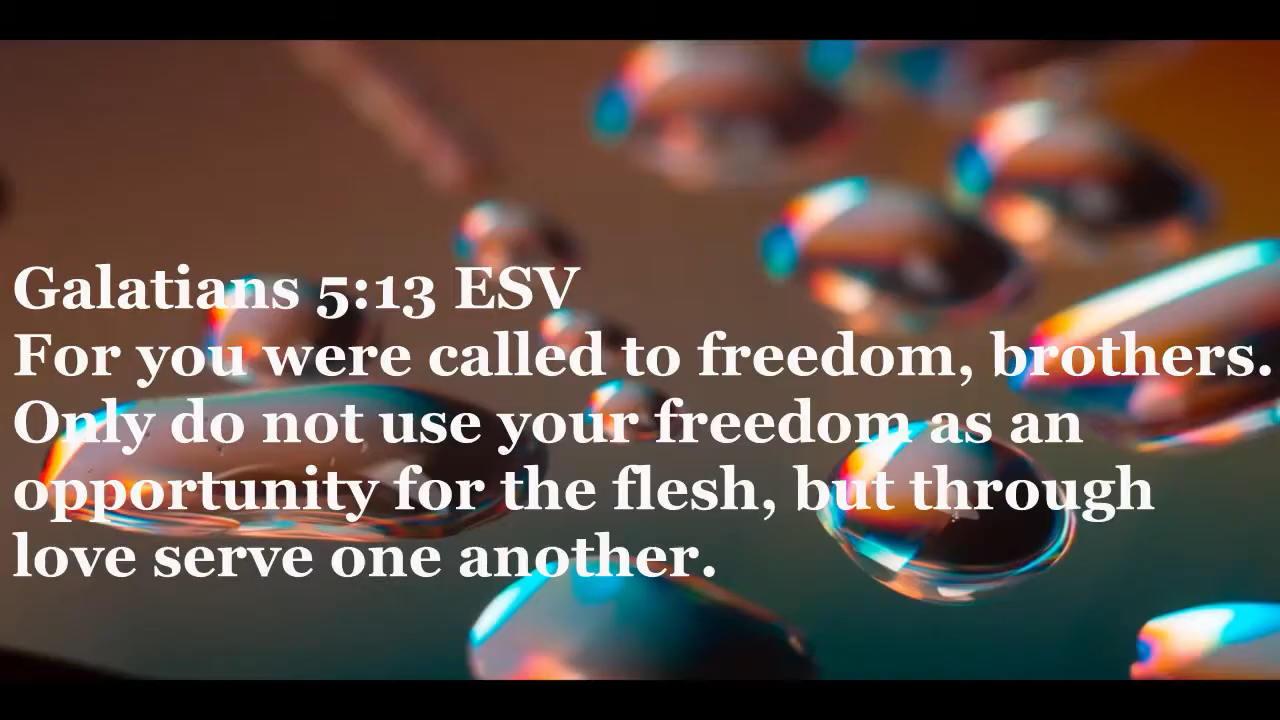 Galatians 5:13 ESV
For you were called to freedom, brothers.
Only do not use your freedom as an
opportunity for the flesh, but through
love serve one another.